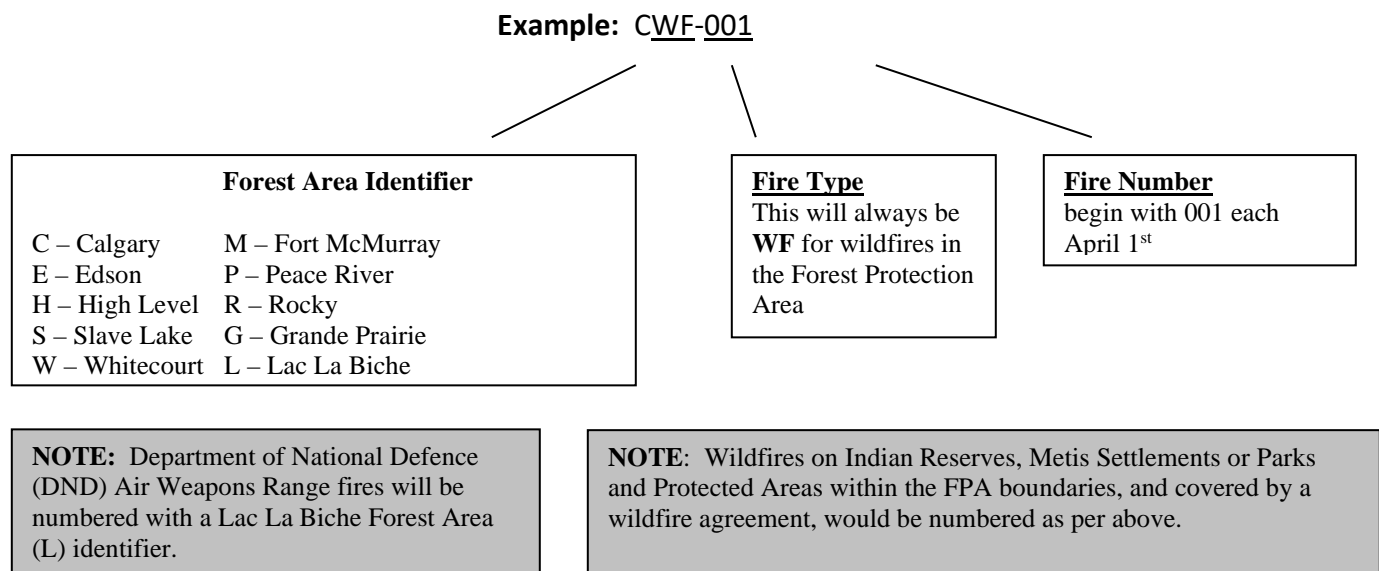 Example: CWF-001
Forest Area Identifier
C – Calgary M – Fort McMurray
E – Edson P – Peace River
H – High Level R – Rocky
S – Slave Lake G – Grande Prairie
W – Whitecourt L – Lac La Biche
Fire Type
This will always be
WF for wildfires in
the Forest Protection
Area
Fire Number
begin with 001 each
April 1st
NOTE: Department of National Defence
(DND) Air Weapons Range fires will be
numbered with a Lac La Biche Forest Area
(L) identifier.
NOTE: Wildfires on Indian Reserves, Metis Settlements or Parks
and Protected Areas within the FPA boundaries, and covered by a
wildfire agreement, would be numbered as per above.